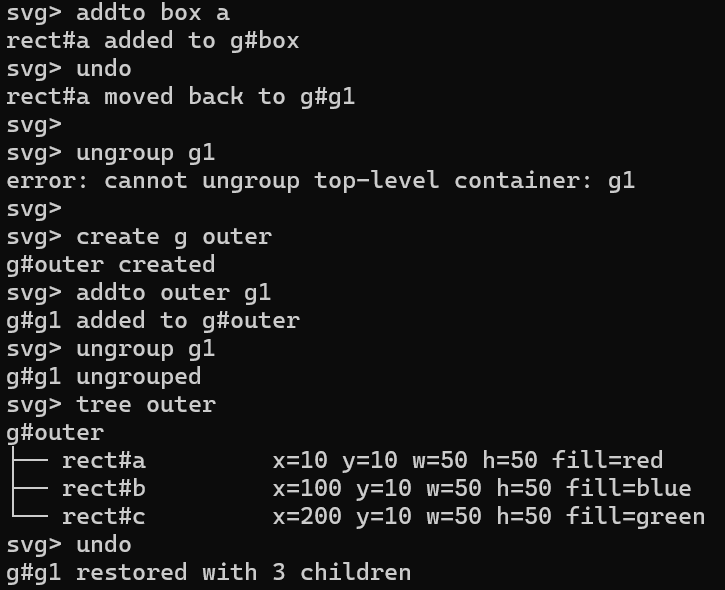 svg> addto box a
rect#a added to g#box
svg> undo
rect#a moved back to g#g1
svg>
svg> ungroup g1
error: cannot ungroup top-level container: g1
svg>
svg> create g outer
g#outer created
svg> addto outer g1
g#g1 added to g#outer
svg> ungroup g1
g#g1 ungrouped
svg> tree outer
g#outer
├── rect#a         x=10 y=10 w=50 h=50 fill=red
├── rect#b         x=100 y=10 w=50 h=50 fill=blue
└── rect#c         x=200 y=10 w=50 h=50 fill=green
svg> undo
g#g1 restored with 3 children